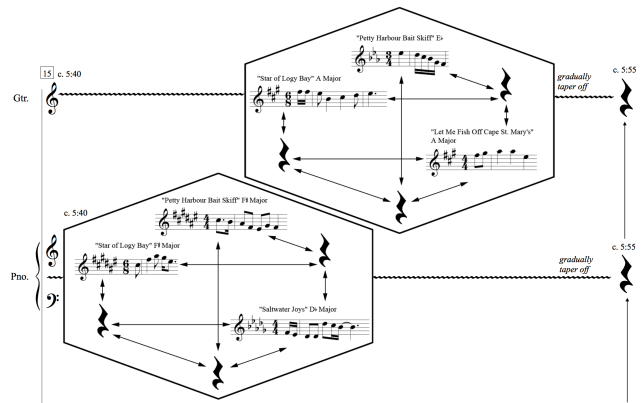 15 c. 5:40
Gtr.
"Petty Harbour Bait Skiff" E♭
"Star of Logy Bay" A Major
"Let Me Fish Off Cape St. Mary's"
A Major
gradually
taper off
c. 5:55
c. 5:40
Pno.
"Petty Harbour Bait Skiff" F# Major
"Star of Logy Bay" F# Major
"Saltwater Joys" D♭ Major
gradually
taper off
c. 5:55